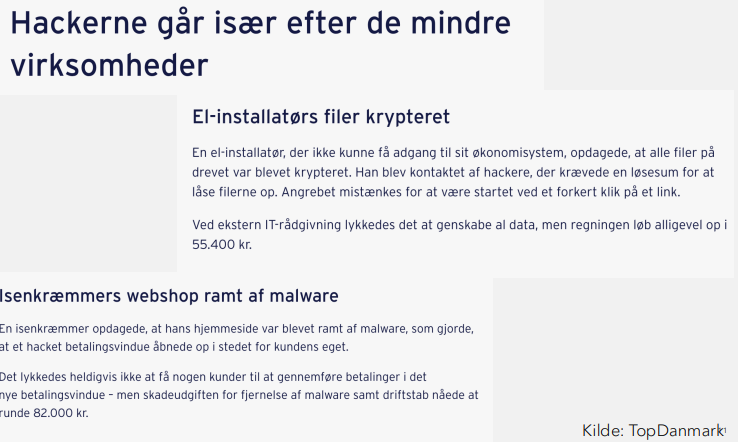 Hackerne går især efter de mindre
virksomheder
El-installatørs filer krypteret
En el-installatør, der ikke kunne få adgang til sit økonomisystem, opdagede, at alle filer på
drevet var blevet krypteret. Han blev kontaktet af hackere, der krævede en løsesum for at
låse filerne op. Angrebet mistænkes for at være startet ved et forkert klik på et link.
Ved ekstern IT-rådgivning lykkedes det at genskabe al data, men regningen løb alligevel op i
55.400 kr.
Isenkræmmers webshop ramt af malware
En isenkræmmer opdagede, at hans hjemmeside var blevet ramt af malware, som gjorde,
at et hacket betalingsvindue åbnede op i stedet for kundens eget.
Det lykkedes heldigvis ikke at få nogen kunder til at gennemføre betalinger i det
nye betalingsvindue – men skadeudgiften for fjernelse af malware samt driftstab nåede at
runde 82.000 kr.
Kilde: TopDanmark